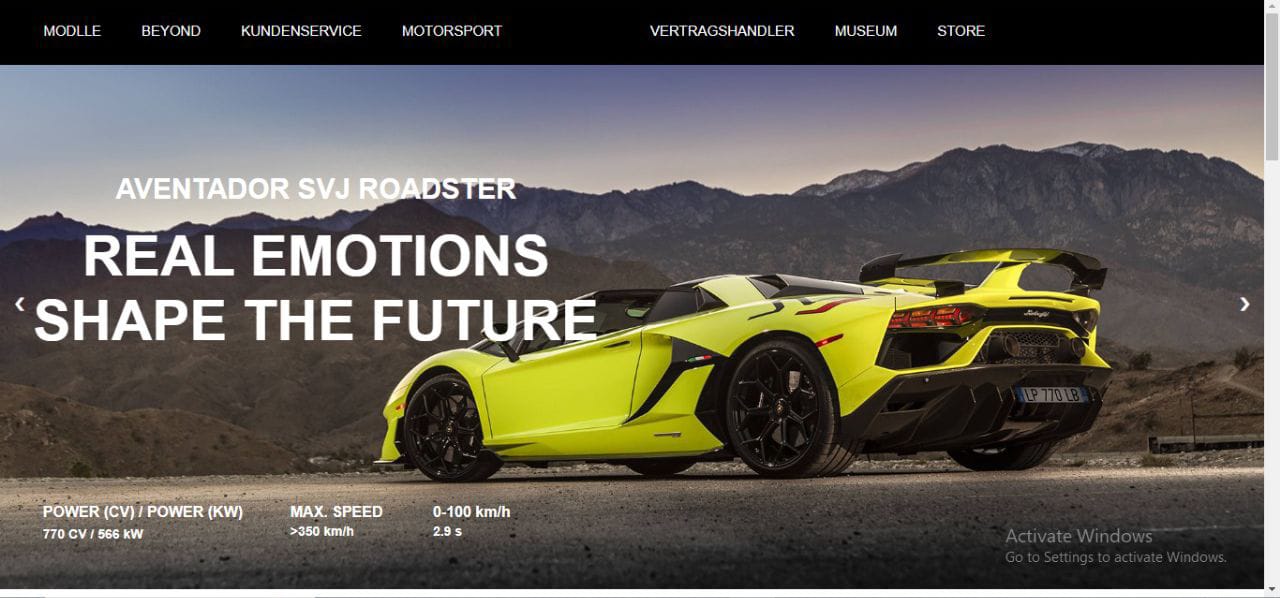 MODLLE BEYOND KUNDENSERVICE MOTORSPORT VERTRAGSHANDLER MUSEUM STORE
AVENTADOR SVJ ROADSTER
REAL EMOTIONS
SHAPE THE FUTURE
Lamborghini
LP 770 LB
POWER (CV) / POWER (KW) MAX. SPEED 0-100 km/h
770 CV / 566 kW >350 km/h 2.9 s
Activate Windows
Go to Settings to activate Windows.